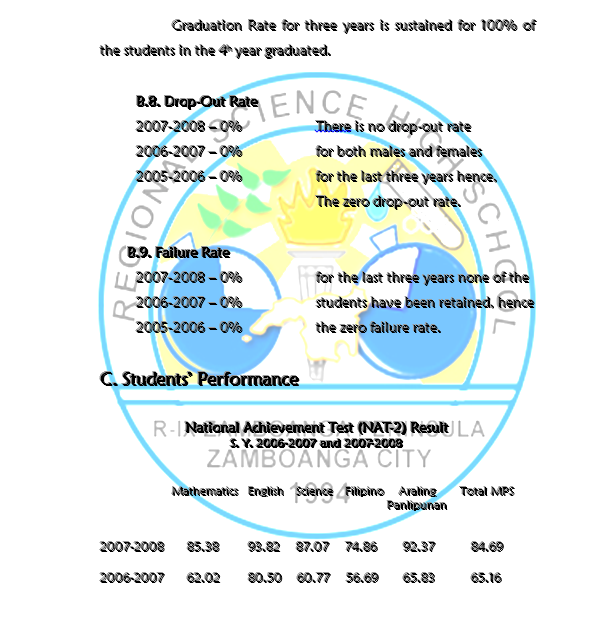 Graduation Rate for three years is sustained for 100% of
the students in the 4th year graduated.
B.8. Drop-Out Rate
2007-2008 – 0% There is no drop-out rate
2006-2007 – 0% for both males and females
2005-2006 – 0% for the last three years hence.
The zero drop-out rate.
B.9. Failure Rate
2007-2008 – 0% for the last three years none of the
2006-2007 – 0% students have been retained, hence
2005-2006 – 0% the zero failure rate.
C. Students' Performance
National Achievement Test (NAT-2) Result
S. Y. 2006-2007 and 2007-2008
Mathematics English Science Filipino Araling Total MPS
Panlipunan
2007-2008 85.38 93.82 87.07 74.86 92.37 84.69
2006-2007 62.02 80.50 60.77 56.69 65.83 65.16
REGIONAL SCIENCE HIGH SCHOOL
R-IX ZAMBOANGA PENINSULA
ZAMBOANGA CITY
1994